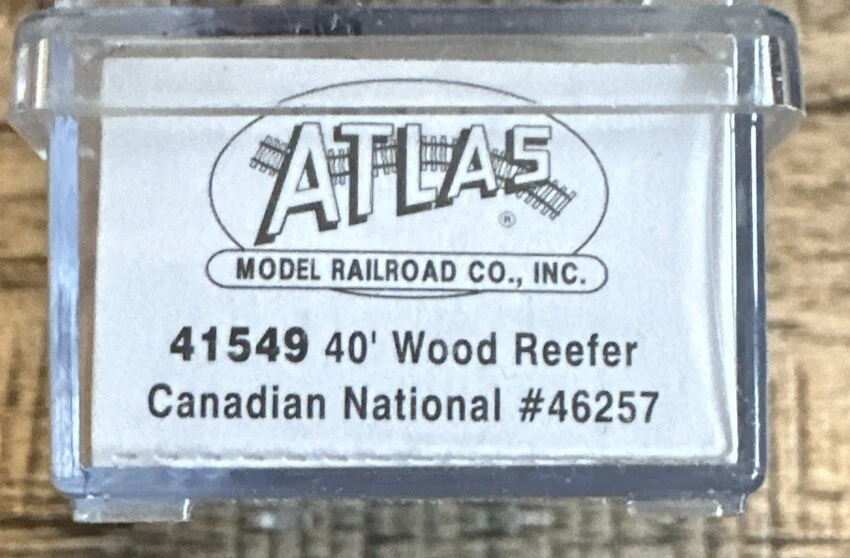 ATLAS
®
MODEL RAILROAD CO., INC.
41549 40' Wood Reefer
Canadian National #46257